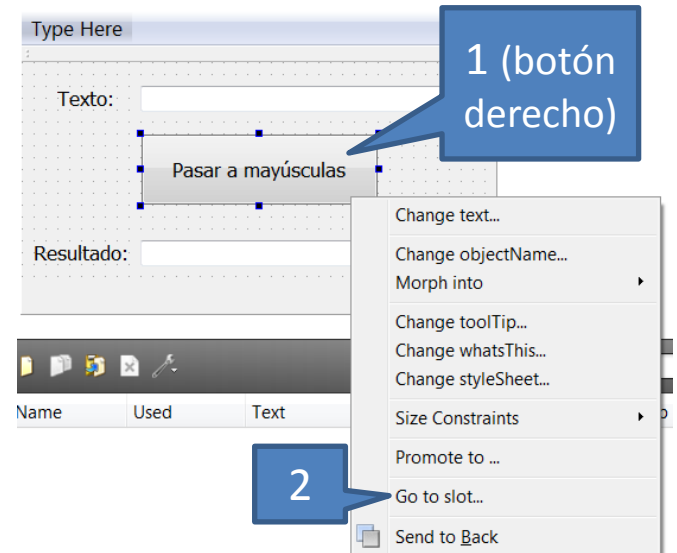 Type Here
1 (botón
derecho)
Texto:
Pasar a mayúsculas
Resultado:
Change text...
Change objectName...
Morph into
Change toolTip...
Change whatsThis...
Change styleSheet...
Size Constraints
Promote to ...
Go to slot...
Send to Back
Name Used Text
2